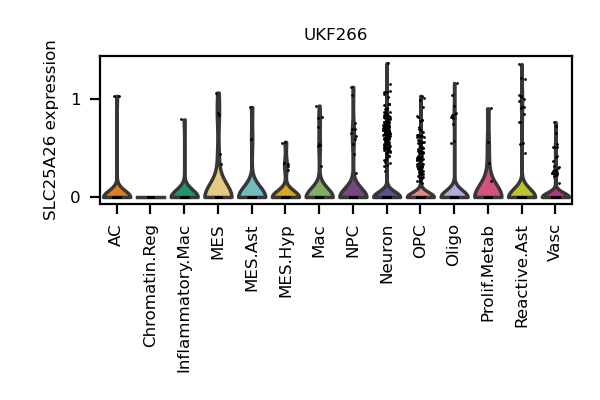 UKF266
SLC25A26 expression
1
0
AC
Chromatin.Reg
Inflammatory.Mac
MES
MES.Ast
MES.Hyp
Mac
NPC
Neuron
OPC
Oligo
Prolif.Metab
Reactive.Ast
Vasc